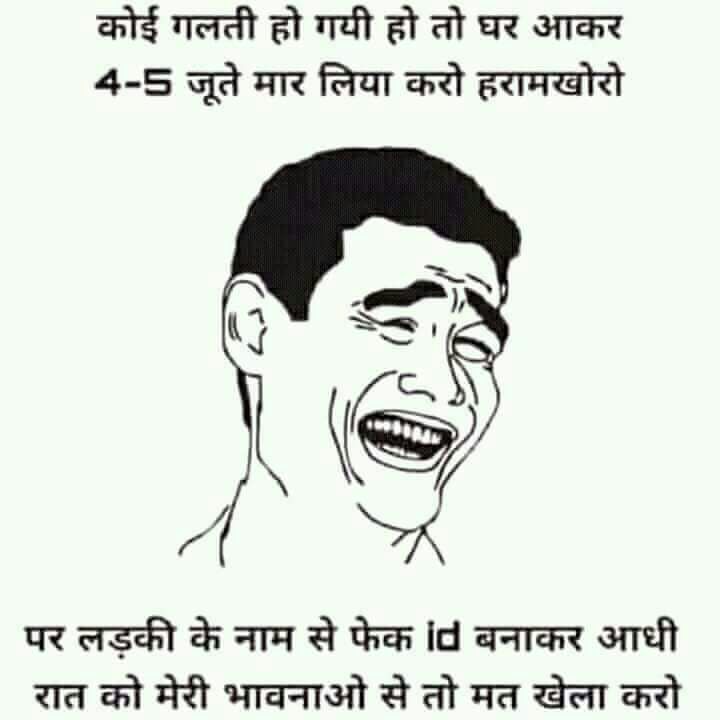 कोई गलती हो गयी हो तो घर आकर
4-5 जूते मार लिया करो हरामखोरो
पर लड़की के नाम से फेक id बनाकर आधी
रात को मेरी भावनाओ से तो मत खेला करो